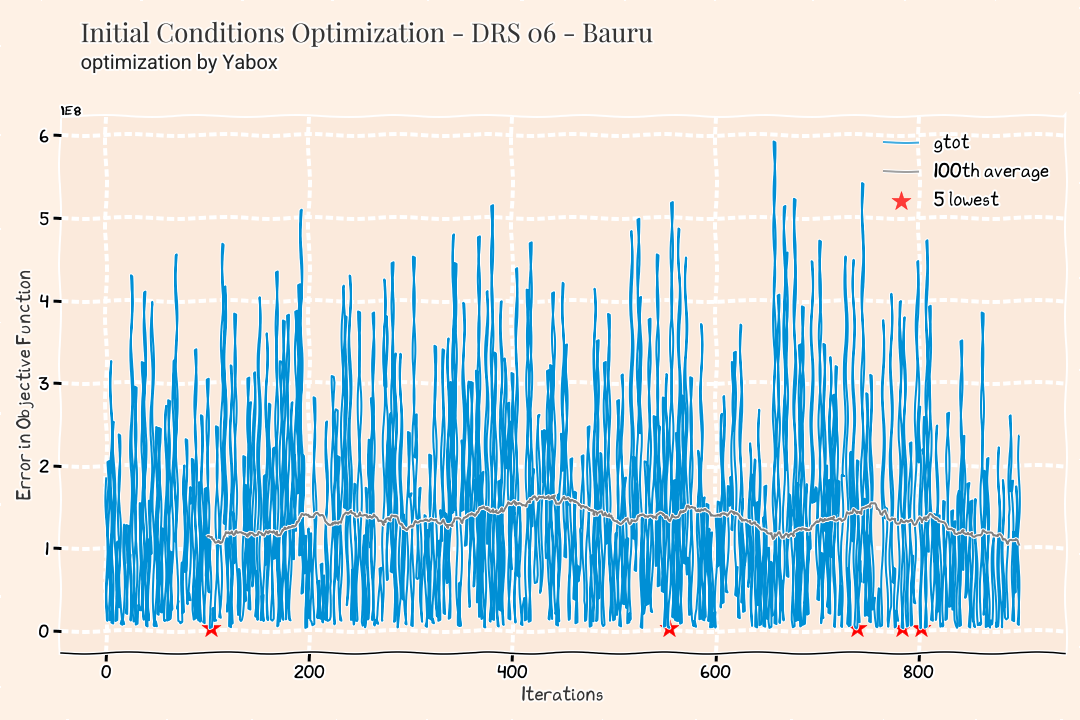 Initial Conditions Optimization - DRS 06 - Bauru
optimization by Yabox
1E8
6
5
4
3
2
1
0
Error in Objective Function
gtot
100th average
5 lowest
0 200 400 600 800
Iterations